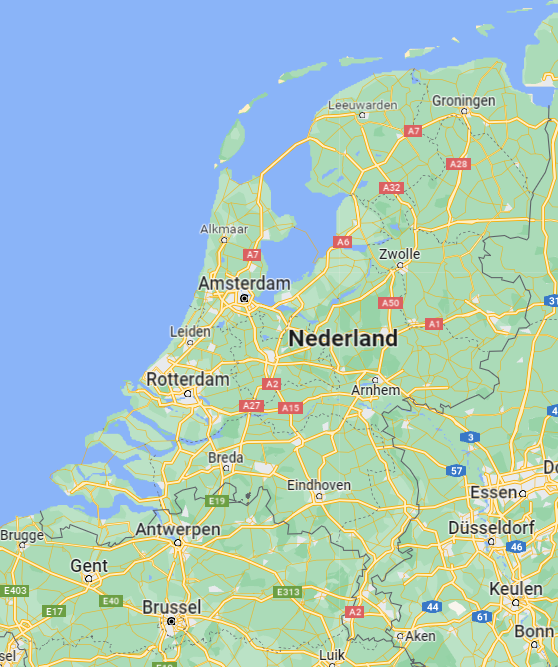 Leeuwarden
Groningen
A7
A28
A32
Alkmaar
A6
A7
Zwolle
Amsterdam
A50
31
A1
Leiden
Nederland
Rotterdam
A2
Arnhem
A27
A15
4
3
Breda
57
Do
Eindhoven
Essen
E19
Brugge
Antwerpen
Düsseldorf
46
Gent
E403
E40
E313
Keulen
E17
Brussel
A2
44
61
Aken
Bonn
sel
Luik